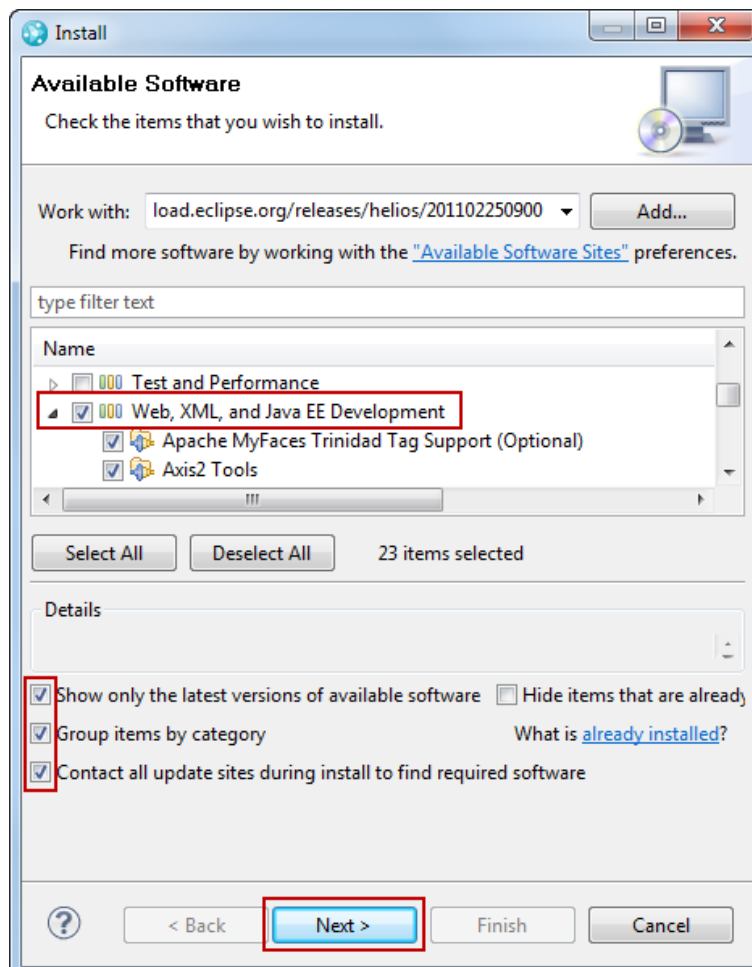 Install
Available Software
Check the items that you wish to install.
Work with: load.eclipse.org/releases/helios/201102250900 Add...
Find more software by working with the "Available Software Sites" preferences.
type filter text
Name
Test and Performance
Web, XML, and Java EE Development
Apache MyFaces Trinidad Tag Support (Optional)
Axis2 Tools
Select All Deselect All 23 items selected
Details
Show only the latest versions of available software Hide items that are already
Group items by category What is already installed?
Contact all update sites during install to find required software
? < Back Next > Finish Cancel